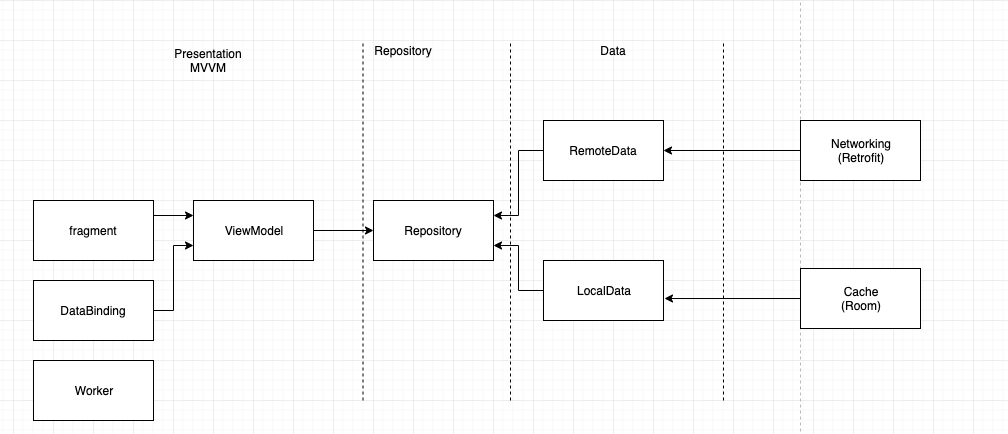 Presentation
MVVM
Repository
Data
RemoteData
Networking
(Retrofit)
fragment
ViewModel
Repository
DataBinding
LocalData
Cache
(Room)
Worker